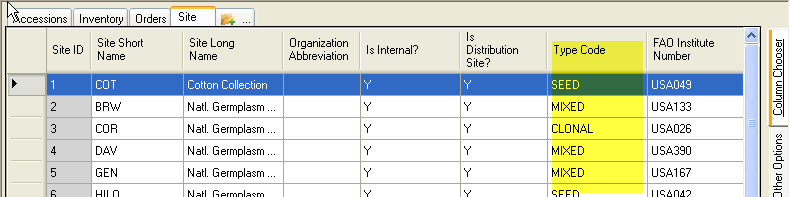 Accessions Inventory Orders Site ...
Site ID Site Short Name Site Long Name Organization Abbreviation Is Internal? Is Distribution Site? Type Code FAO Institute Number
1 COT Cotton Collection Y Y SEED USA049
2 BRW Natl. Germplasm ... Y Y MIXED USA133
3 COR Natl. Germplasm ... Y Y CLONAL USA026
4 DAV Natl. Germplasm ... Y Y MIXED USA390
5 GEN Natl. Germplasm ... Y Y MIXED USA167
6 HILO Natl. Germplasm ... Y Y SEED USA042
Column Chooser
Other Options